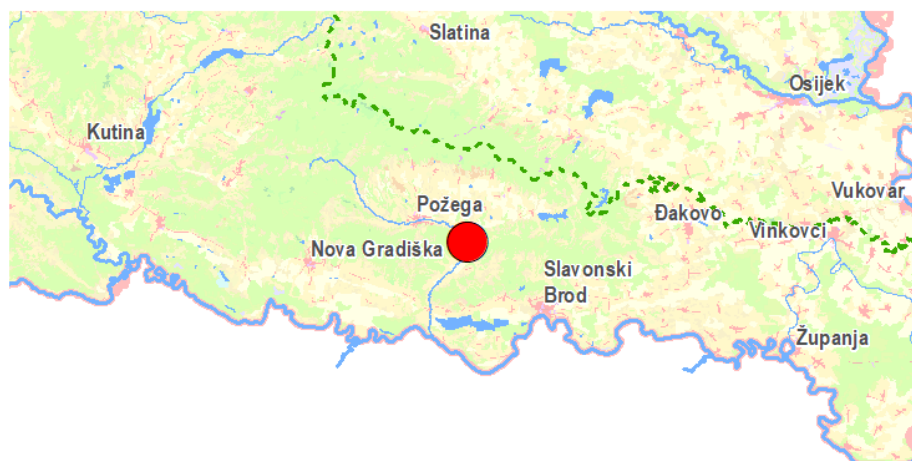 Slatina
Osijek
Kutina
Vukovar
Požega
Đakovo
Vinkovci
Nova Gradiška
Slavonski
Brod
Županja